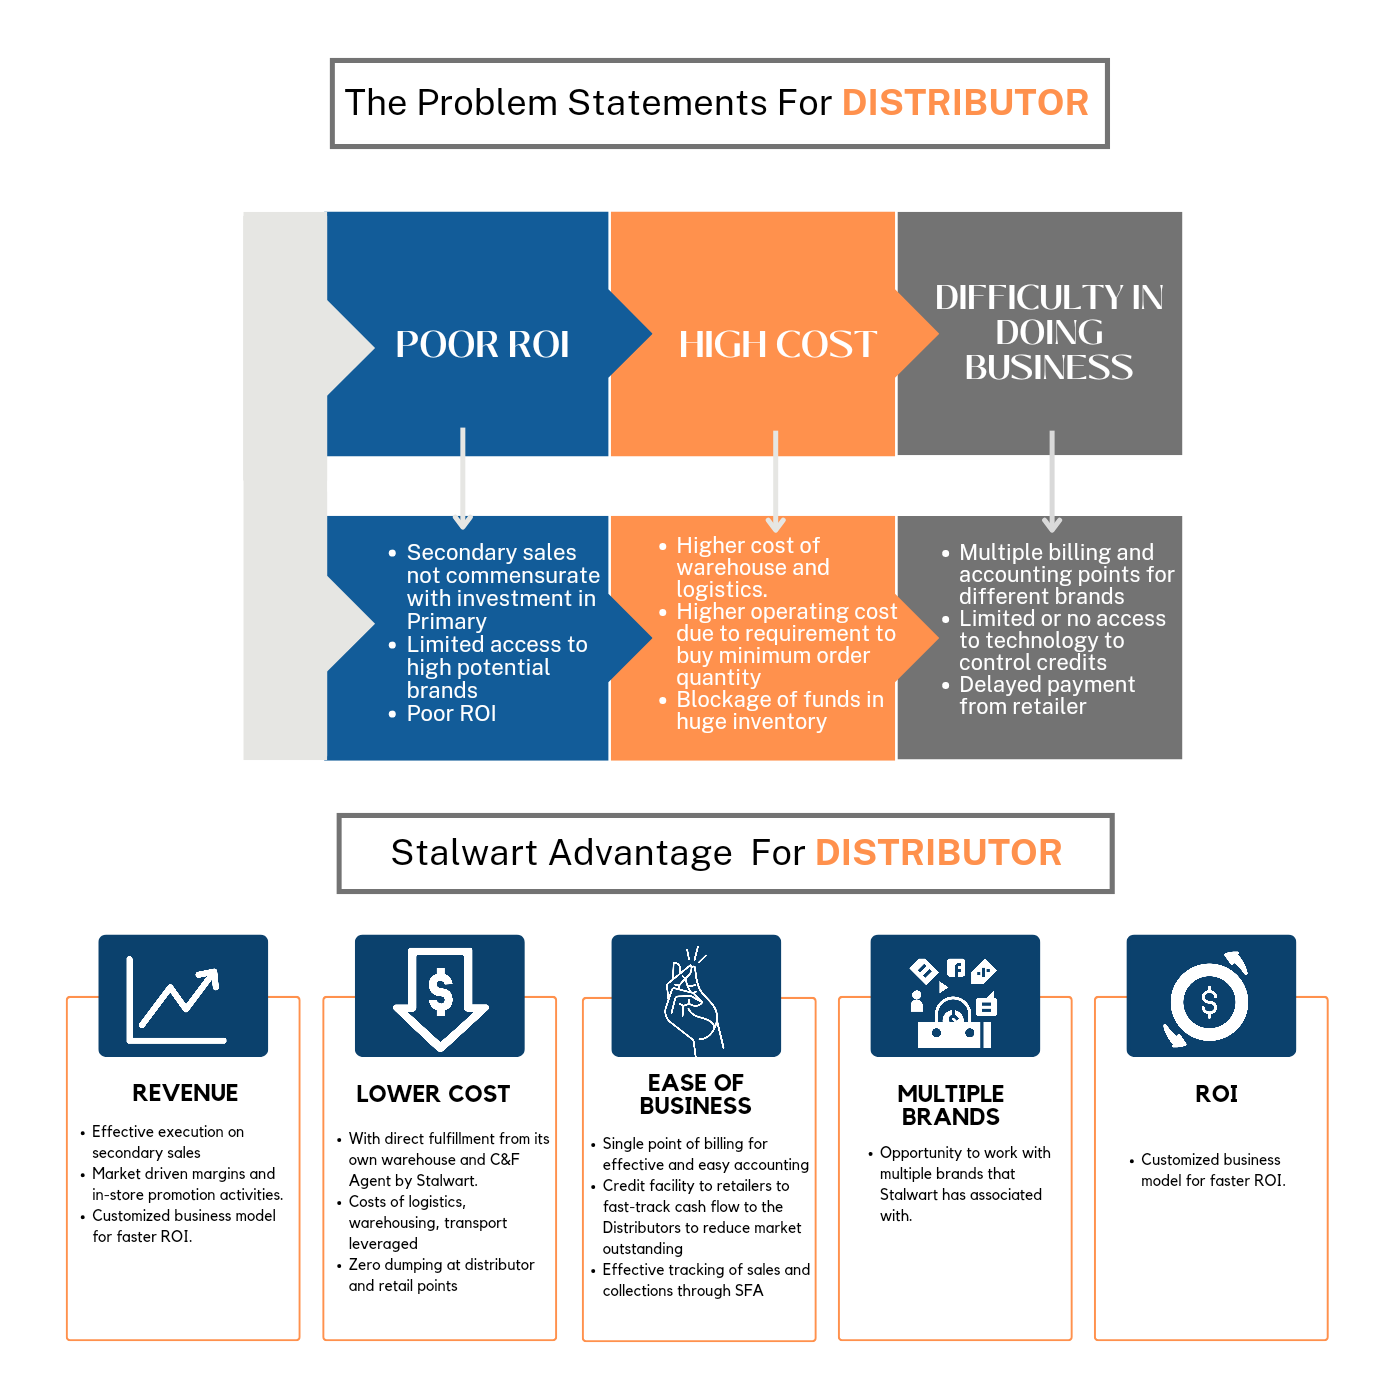 The Problem Statements For DISTRIBUTOR
POOR ROI
HIGH COST
DIFFICULTY IN
DOING
BUSINESS
• Secondary sales
not commensurate
with investment in
Primary
• Limited access to
high potential
brands
• Poor ROI
• Higher cost of
warehouse and
logistics.
• Higher operating cost
due to requirement to
buy minimum order
quantity
• Blockage of funds in
huge inventory
• Multiple billing and
accounting points for
different brands
• Limited or no access
to technology to
control credits
• Delayed payment
from retailer
Stalwart Advantage For DISTRIBUTOR
REVENUE
• Effective execution on
secondary sales
• Market driven margins and
in-store promotion activities.
• Customized business model
for faster ROI.
$
LOWER COST
• With direct fulfillment from its
own warehouse and C&F
Agent by Stalwart.
• Costs of logistics,
warehousing, transport
leveraged
• Zero dumping at distributor
and retail points
EASE OF
BUSINESS
• Single point of billing for
effective and easy accounting
• Credit facility to retailers to
fast-track cash flow to the
Distributors to reduce market
outstanding
• Effective tracking of sales and
collections through SFA
MULTIPLE
BRANDS
• Opportunity to work with
multiple brands that
Stalwart has associated
with.
$
ROI
• Customized business
model for faster ROI.